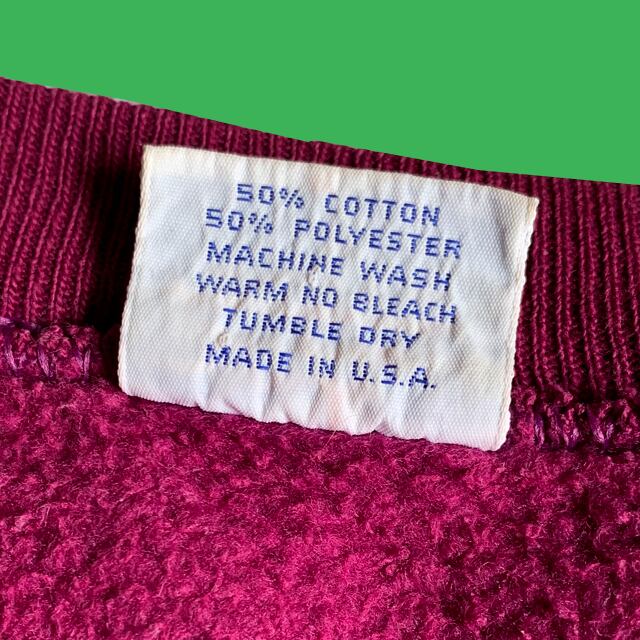 50% COTTON
50% POLYESTER
MACHINE WASH
WARM NO BLEACH
TUMBLE DRY
MADE IN U.S.A.